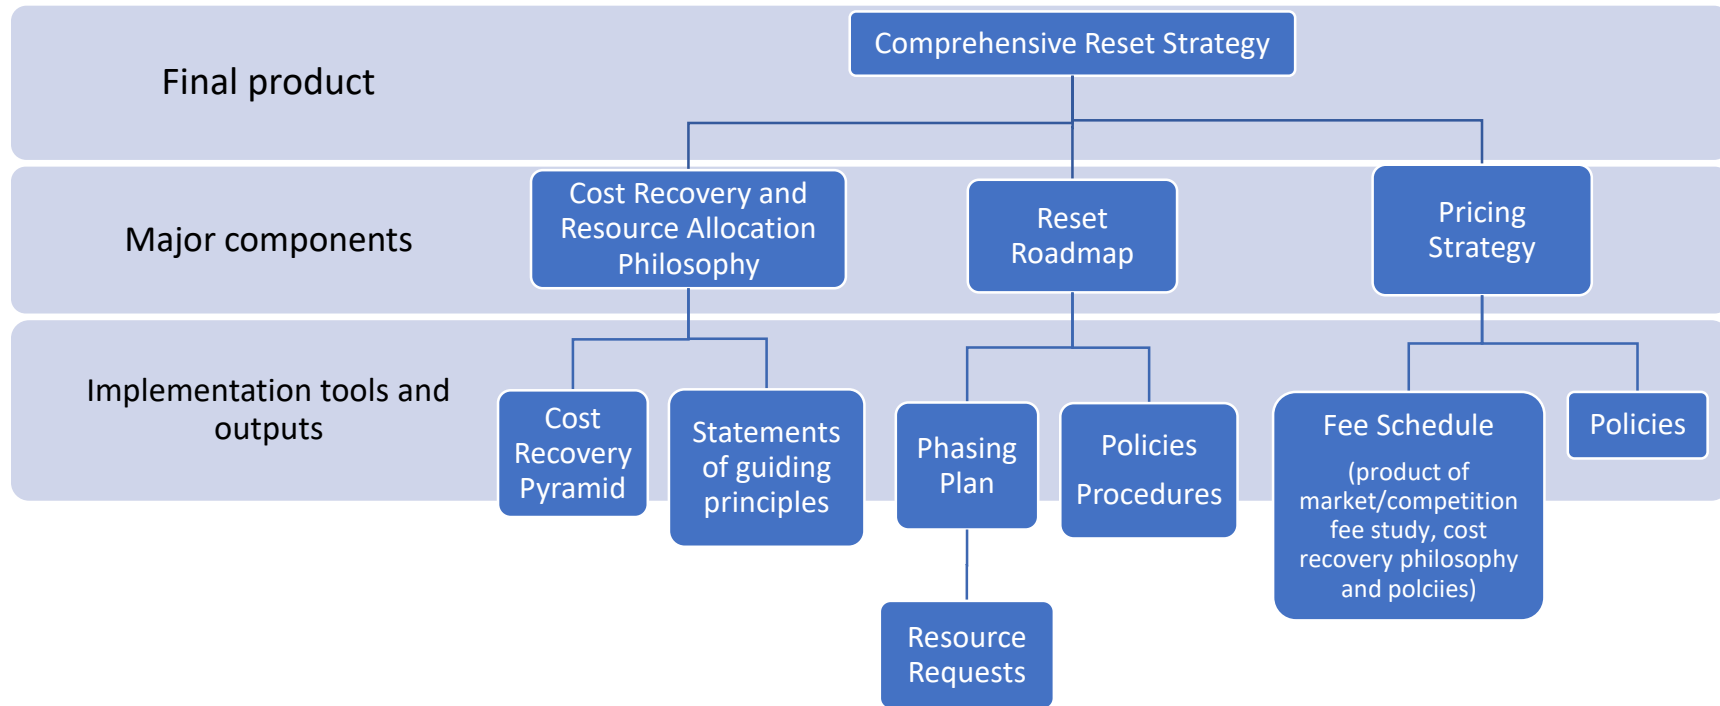 Final product
Comprehensive Reset Strategy
Major components
Cost Recovery and
Resource Allocation
Philosophy
Reset
Roadmap
Pricing
Strategy
Implementation tools and
outputs
Cost
Recovery
Pyramid
Statements
of guiding
principles
Phasing
Plan
Policies
Procedures
Fee Schedule
(product of
market/competition
fee study, cost
recovery philosophy
and polciies)
Policies
Resource
Requests